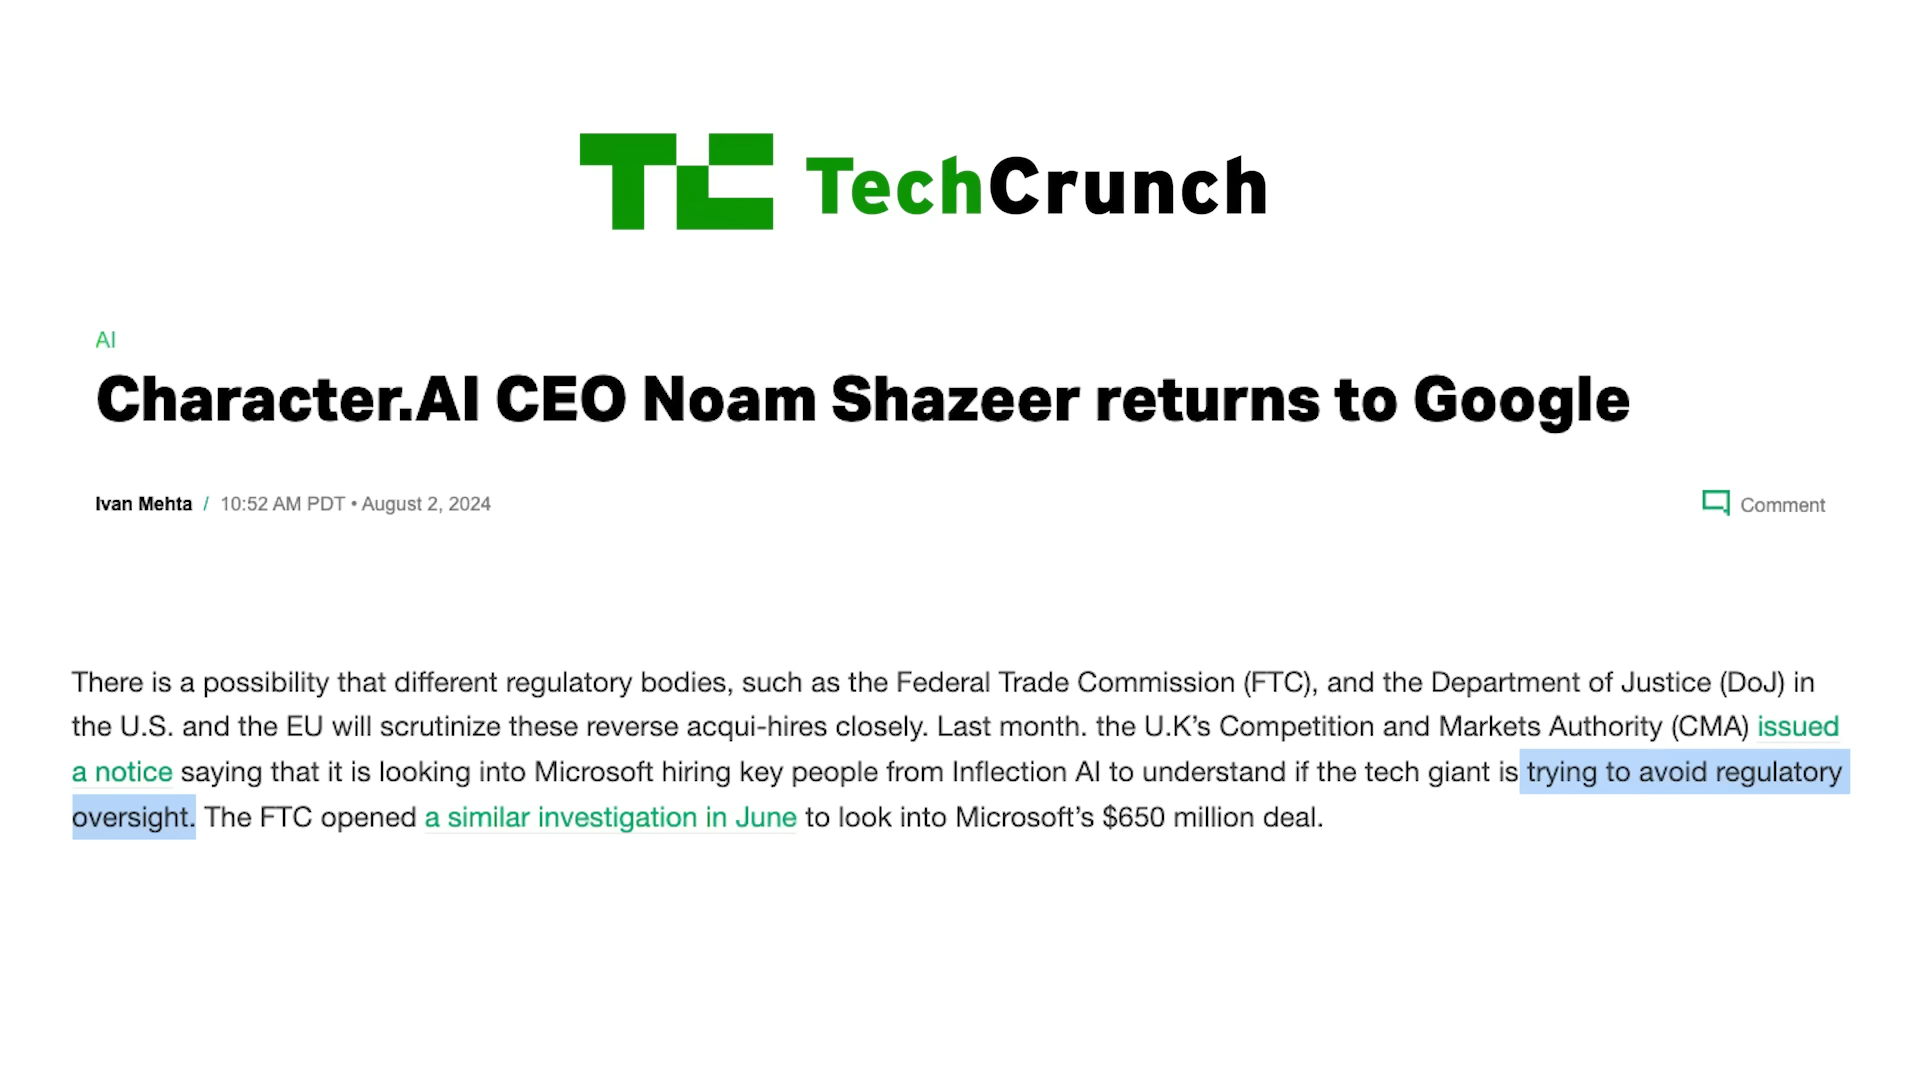 TC TechCrunch
AI
Character.AI CEO Noam Shazeer returns to Google
Ivan Mehta / 10:52 AM PDT • August 2, 2024
Comment
There is a possibility that different regulatory bodies, such as the Federal Trade Commission (FTC), and the Department of Justice (DoJ) in
the U.S. and the EU will scrutinize these reverse acqui-hires closely. Last month. the U.K’s Competition and Markets Authority (CMA) issued
a notice saying that it is looking into Microsoft hiring key people from Inflection AI to understand if the tech giant is trying to avoid regulatory
oversight. The FTC opened a similar investigation in June to look into Microsoft’s $650 million deal.